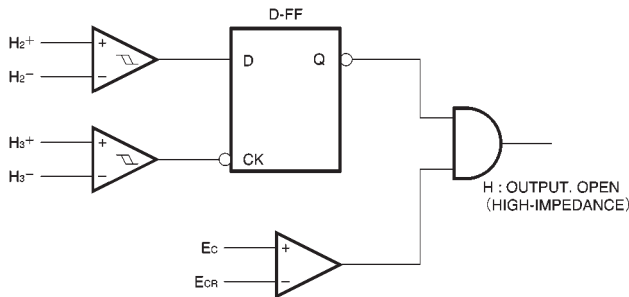 D-FF
H2+
H2−
+
−
D
Q
H3+
H3−
+
−
CK
EC
ECR
+
−
H : OUTPUT. OPEN
(HIGH-IMPEDANCE)